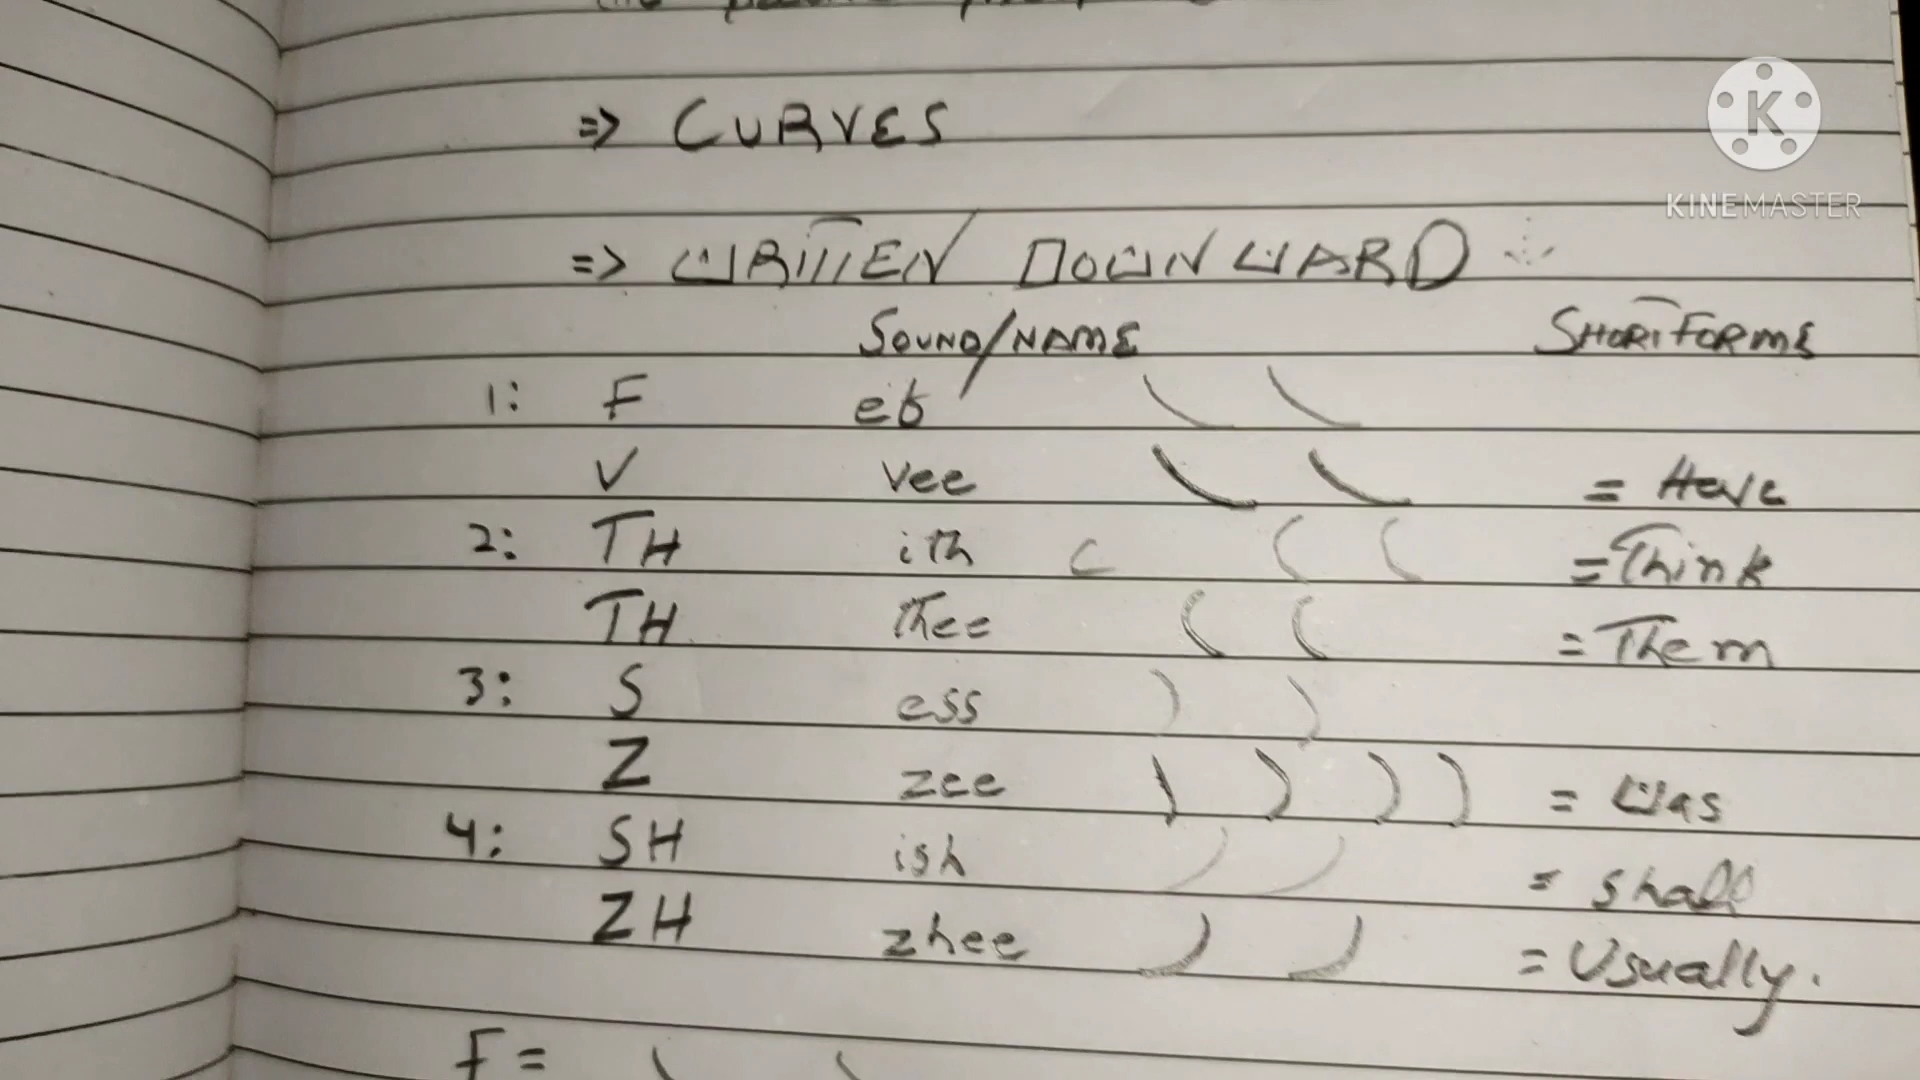 K
KINEMASTER
=> CURVES
=> WRITTEN DOWNWARD
SOUND/NAME SHORTFORMS
1: F ef
V Vee = Have
2: TH ith = Think
TH Thee = Them
3: S ess
Z zee = Was
4: SH ish = shall
ZH zhee = Usually.
F =